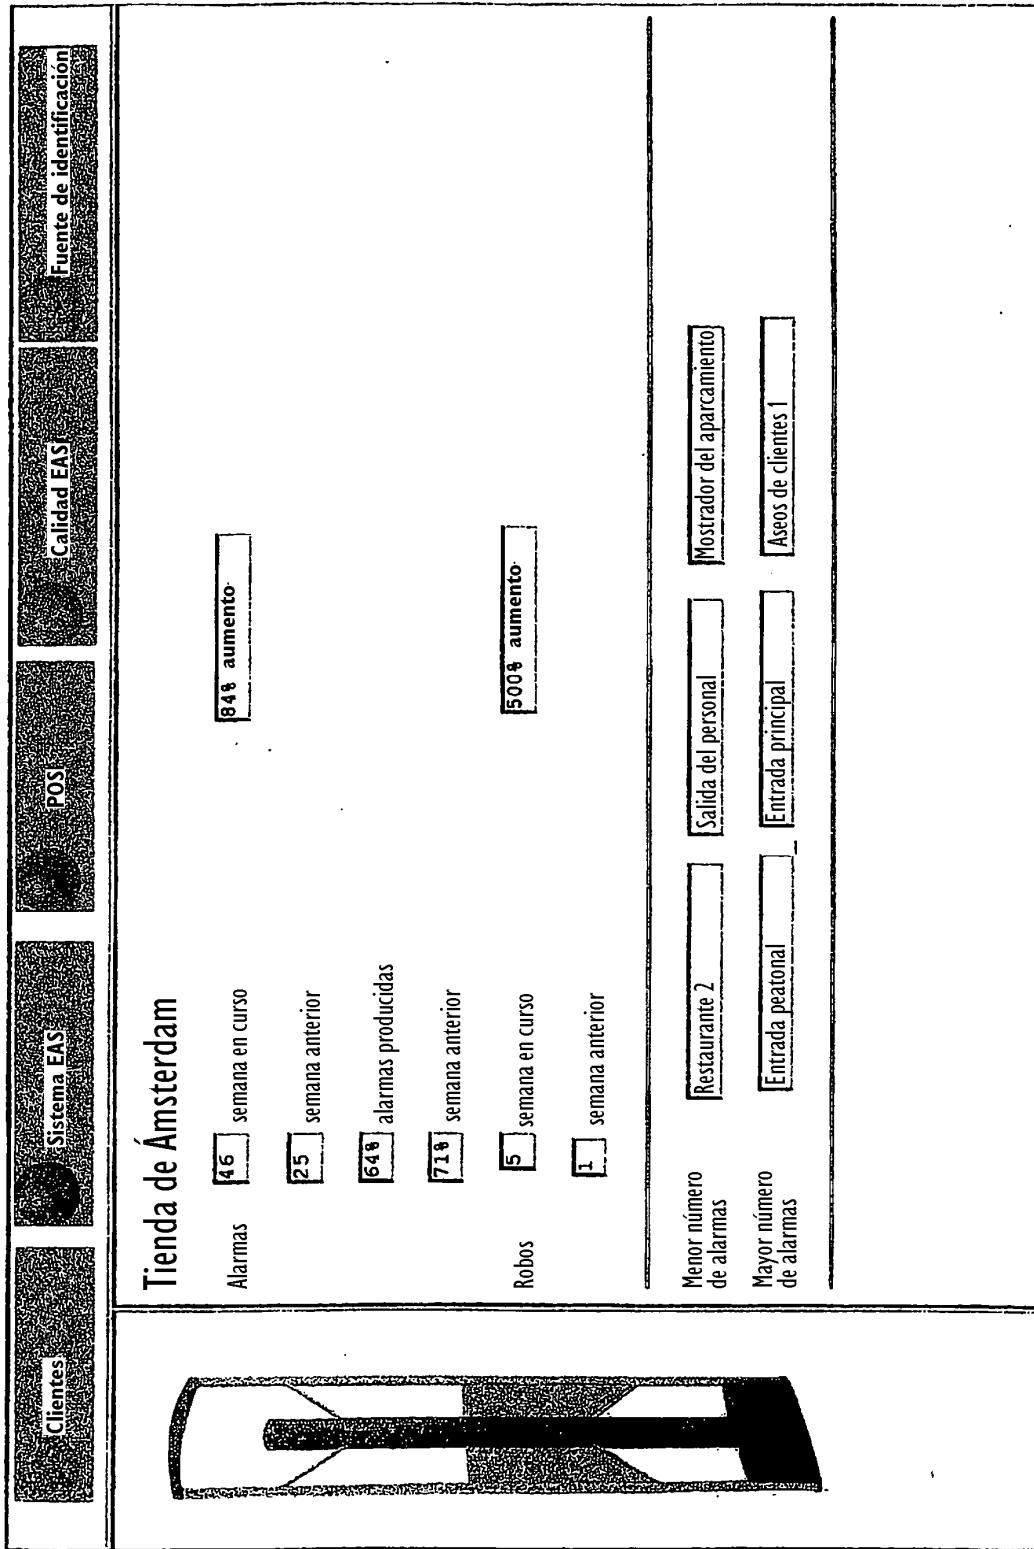 Clientes
Sistema EAS
POS
Calidad EAS
Fuente de identificación
Tienda de Ámsterdam
Alarmas 46 semana en curso 84% aumento
25 semana anterior
64% alarmas producidas
71% semana anterior
Robos 5 semana en curso 500% aumento
1 semana anterior
Menor número de alarmas
Restaurante 2
Salida del personal
Mostrador del aparcamiento
Mayor número de alarmas
Entrada peatonal
Entrada principal
Aseos de clientes 1